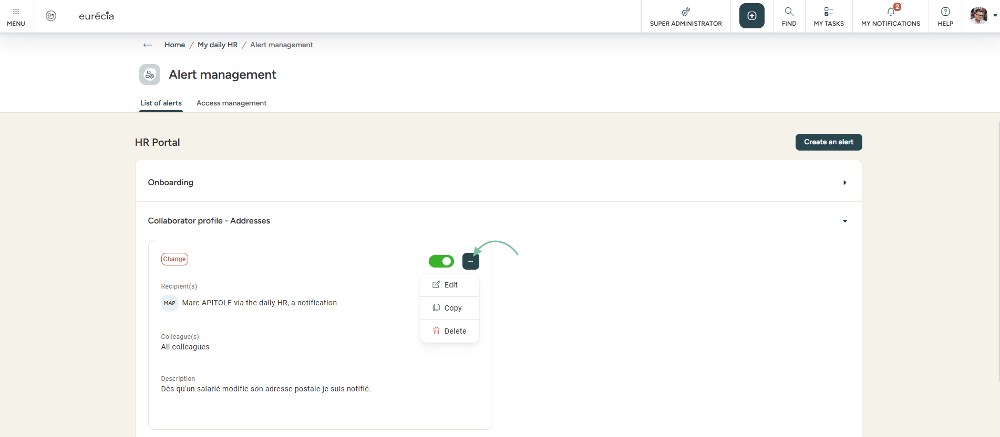 MENU
eurécia
SUPER ADMINISTRATOR
FIND
MY TASKS
2
MY NOTIFICATIONS
HELP
Home / My daily HR / Alert management
Alert management
List of alerts
Access management
HR Portal
Create an alert
Onboarding
Collaborator profile - Addresses
Change
Edit
Copy
Delete
Recipient(s)
MAP Marc APITOLE via the daily HR, a notification
Colleague(s)
All colleagues
Description
Dès qu'un salarié modifie son adresse postale je suis notifié.